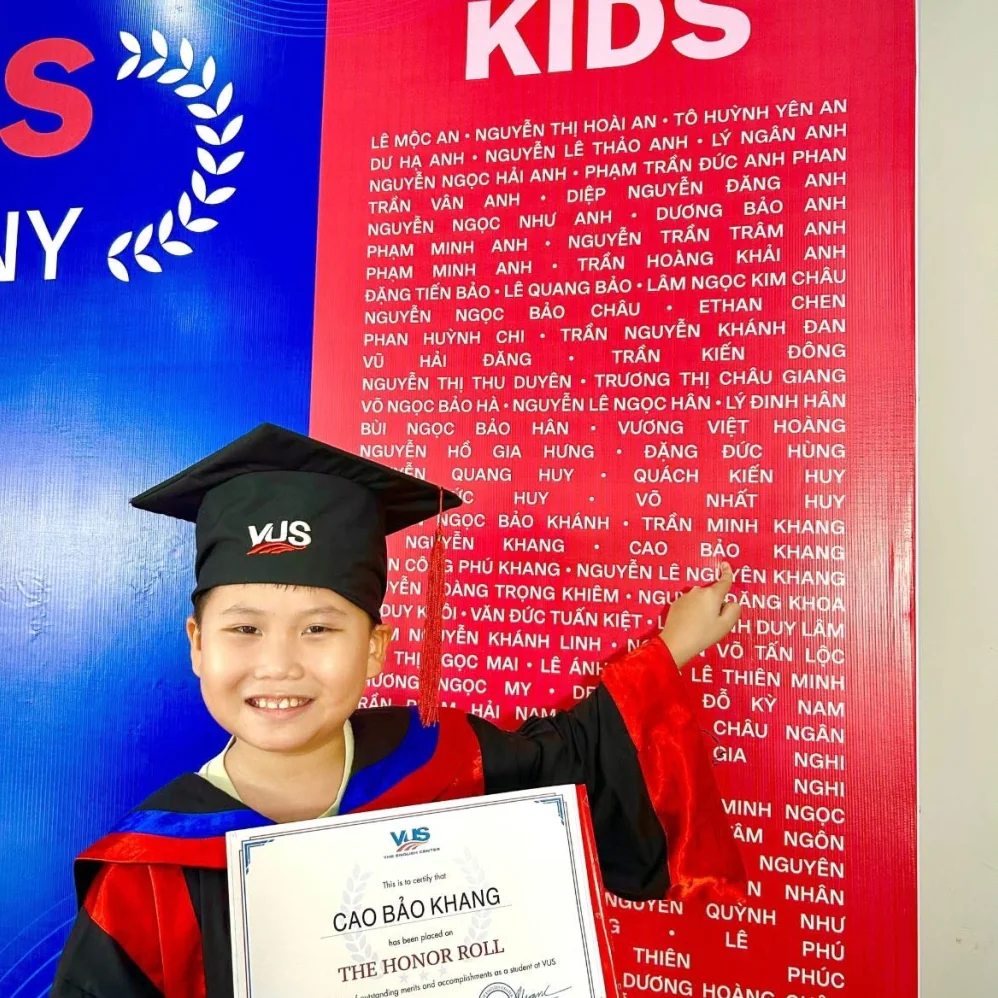 S
NY
KIDS
LÊ MỘC AN • NGUYỄN THỊ HOÀI AN • TÔ HUỲNH YÊN AN
DƯ HẠ ANH • NGUYỄN LÊ THẢO ANH • LÝ NGÂN ANH
NGUYỄN NGỌC HẢI ANH • PHẠM TRẦN ĐỨC ANH PHAN
TRẦN VÂN ANH • DIỆP NGUYỄN ĐĂNG ANH
NGUYỄN NGỌC NHƯ ANH • DƯƠNG BẢO ANH
PHẠM MINH ANH • NGUYỄN TRẦN TRÂM ANH
PHẠM MINH ANH • TRẦN HOÀNG KHẢI ANH
ĐẶNG TIẾN BẢO • LÊ QUANG BẢO • LÂM NGỌC KIM CHÂU
NGUYỄN NGỌC BẢO CHÂU • ETHAN CHEN
PHAN HUỲNH CHI • TRẦN NGUYỄN KHÁNH ĐAN
VŨ HẢI ĐĂNG • TRẦN KIẾN ĐÔNG
NGUYỄN THỊ THU DUYÊN • TRƯƠNG THỊ CHÂU GIANG
VÕ NGỌC BẢO HÀ • NGUYỄN LÊ NGỌC HÂN • LÝ ĐINH HÂN
BÙI NGỌC BẢO HÂN • VƯƠNG VIỆT HOÀNG
NGUYỄN HỒ GIA HƯNG • ĐẶNG ĐỨC HÙNG
QUANG HUY • QUÁCH KIẾN HUY
HUY • VÕ NHẤT HUY
NGỌC BẢO KHÁNH • TRẦN MINH KHANG
NGUYỄN KHANG • CAO BẢO KHANG
CÔNG PHÚ KHANG • NGUYỄN LÊ NGUYÊN KHANG
HOÀNG TRỌNG KHIÊM • ĐĂNG KHOA
DUY KHÔI • VĂN ĐỨC TUẤN KIỆT • DUY LÂM
NGUYỄN KHÁNH LINH • VÕ TẤN LỘC
THỊ NGỌC MAI • LÊ ÁNH LÊ THIÊN MINH
NGỌC MY • ĐỖ KỲ NAM
HẢI NAM CHÂU NGÂN
GIA NGHI
NGHI
MINH NGỌC
TÂM NGÔN
NGUYÊN
NHÂN
NGUYỄN QUỲNH NHƯ
• LÊ PHÚ
THIÊN PHÚC
DƯƠNG HOÀNG
VUS
VUS
THE ENGLISH CENTER
This is to certify that
CAO BẢO KHANG
has been placed on
THE HONOR ROLL
outstanding merits and accomplishments as a student at VUS